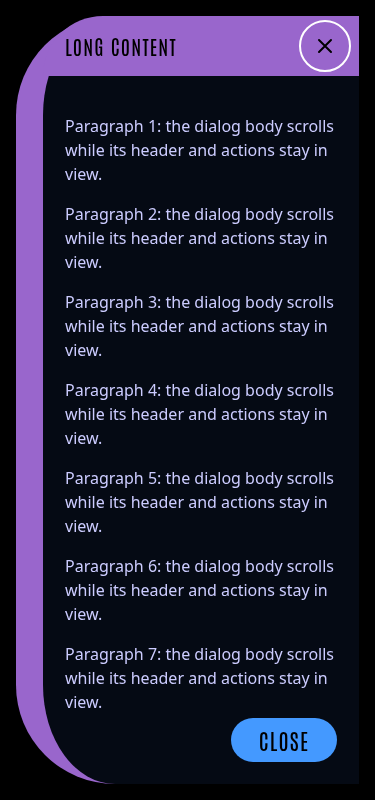 LONG CONTENT
Paragraph 1: the dialog body scrolls
while its header and actions stay in
view.
Paragraph 2: the dialog body scrolls
while its header and actions stay in
view.
Paragraph 3: the dialog body scrolls
while its header and actions stay in
view.
Paragraph 4: the dialog body scrolls
while its header and actions stay in
view.
Paragraph 5: the dialog body scrolls
while its header and actions stay in
view.
Paragraph 6: the dialog body scrolls
while its header and actions stay in
view.
Paragraph 7: the dialog body scrolls
while its header and actions stay in
view.
CLOSE